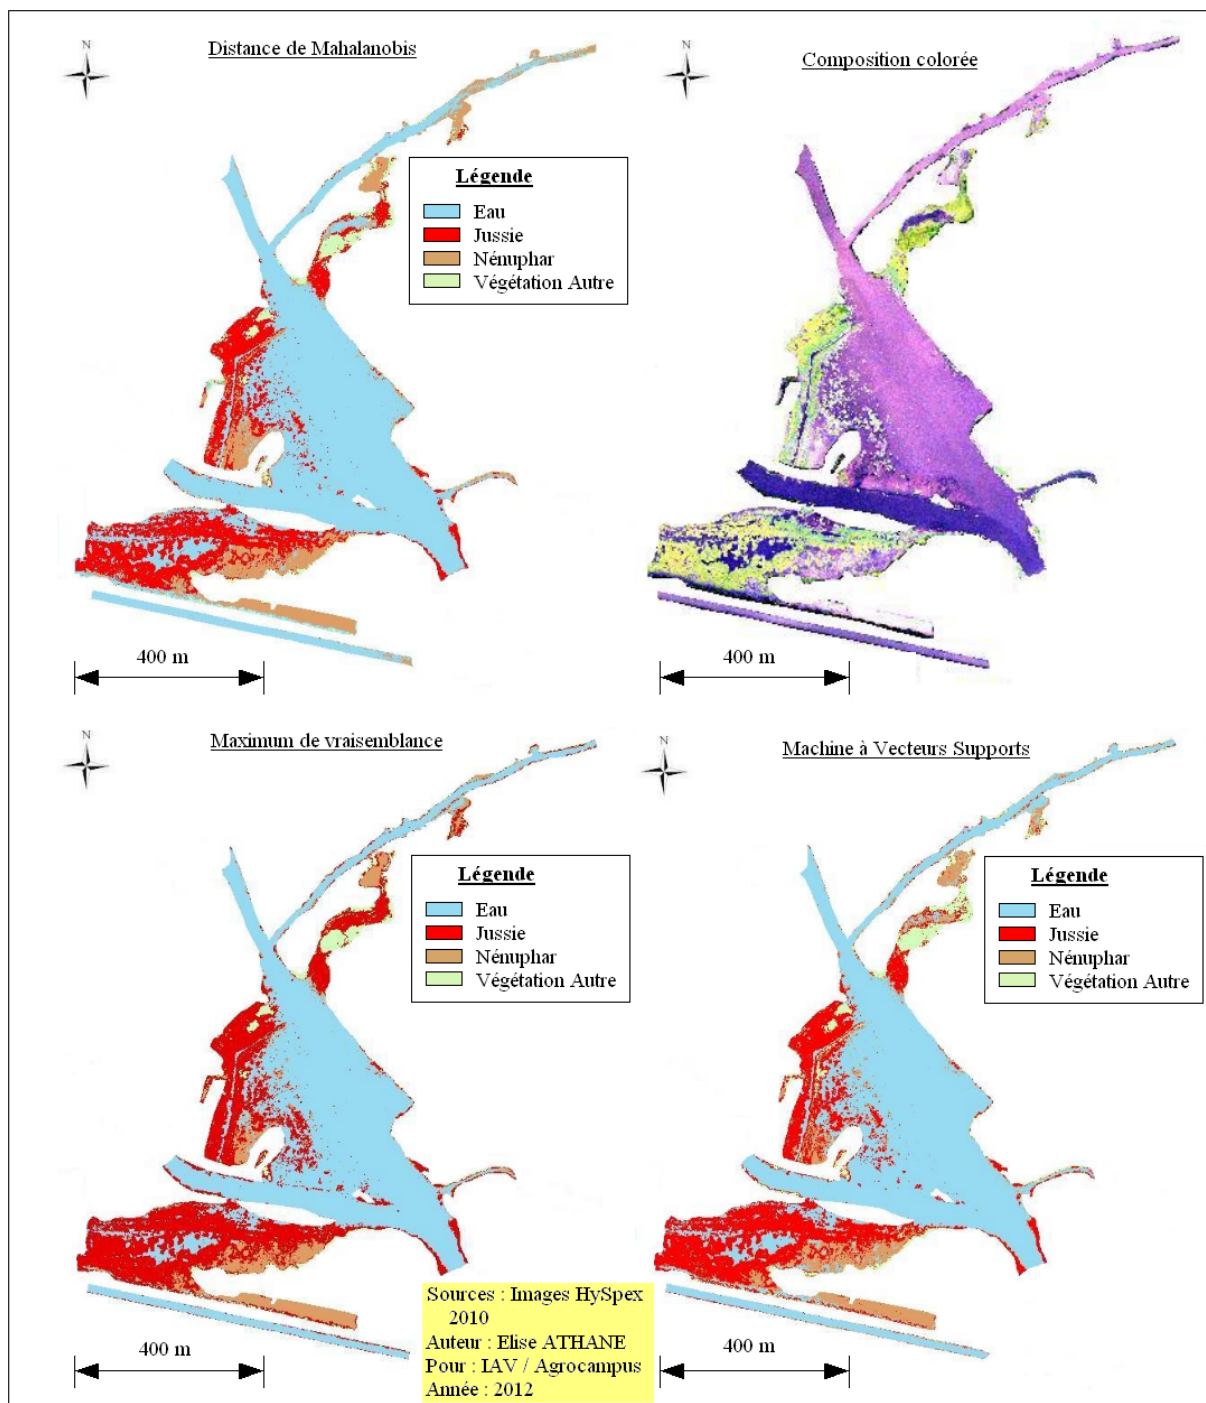 N
Distance de Mahalanobis
Légende
Eau
Jussie
Nénuphar
Végétation Autre
400 m
N
Composition colorée
400 m
N
Maximum de vraisemblance
Légende
Eau
Jussie
Nénuphar
Végétation Autre
400 m
N
Machine à Vecteurs Supports
Légende
Eau
Jussie
Nénuphar
Végétation Autre
400 m
Sources : Images HySpex
2010
Auteur : Elise ATHANE
Pour : IAV / Agrocampus
Année : 2012